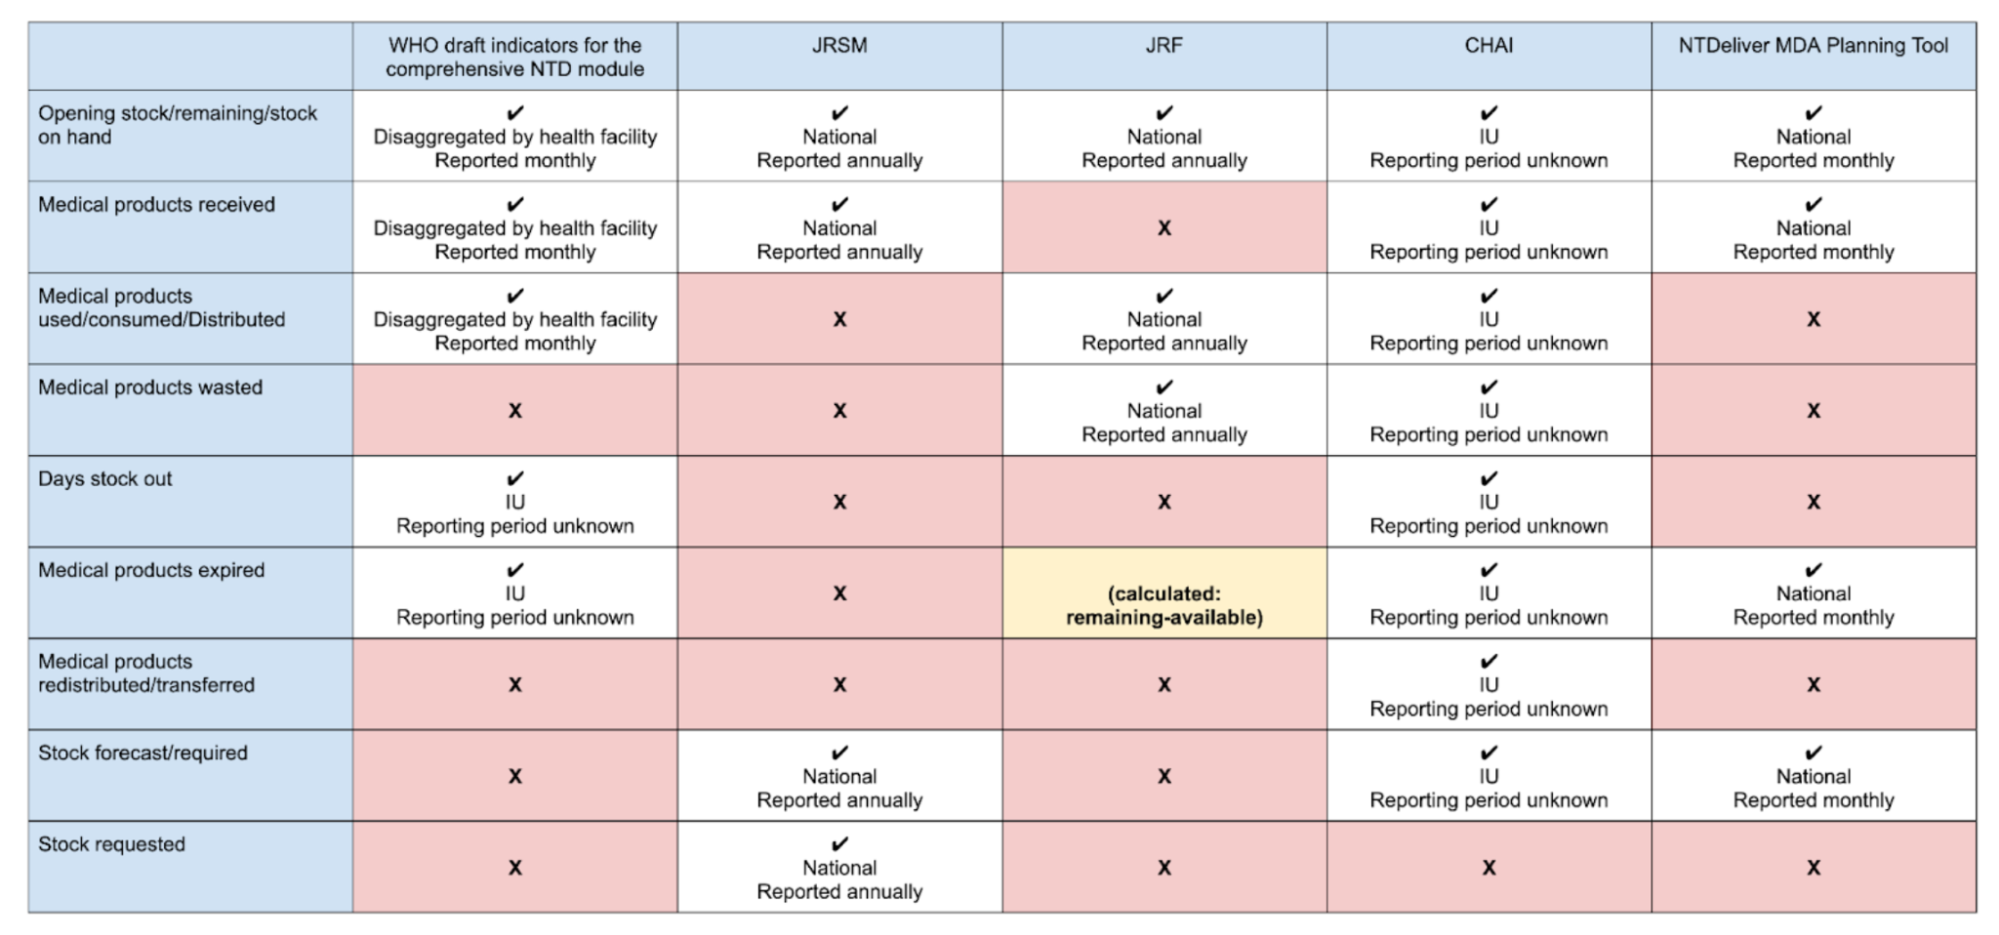 WHO draft indicators for the
comprehensive NTD module
JRSM
JRF
CHAI
NTDeliver MDA Planning Tool
Opening stock/remaining/stock
on hand
✔
Disaggregated by health facility
Reported monthly
✔
National
Reported annually
✔
National
Reported annually
✔
IU
Reporting period unknown
✔
National
Reported monthly
Medical products received
✔
Disaggregated by health facility
Reported monthly
✔
National
Reported annually
X
✔
IU
Reporting period unknown
✔
National
Reported monthly
Medical products
used/consumed/Distributed
✔
Disaggregated by health facility
Reported monthly
X
✔
National
Reported annually
✔
IU
Reporting period unknown
X
Medical products wasted
X
X
✔
National
Reported annually
✔
IU
Reporting period unknown
X
Days stock out
✔
IU
Reporting period unknown
X
X
✔
IU
Reporting period unknown
X
Medical products expired
✔
IU
Reporting period unknown
X
(calculated:
remaining-available)
✔
IU
Reporting period unknown
✔
National
Reported monthly
Medical products
redistributed/transferred
X
X
X
✔
IU
Reporting period unknown
X
Stock forecast/required
X
✔
National
Reported annually
X
✔
IU
Reporting period unknown
✔
National
Reported monthly
Stock requested
X
✔
National
Reported annually
X
X
X